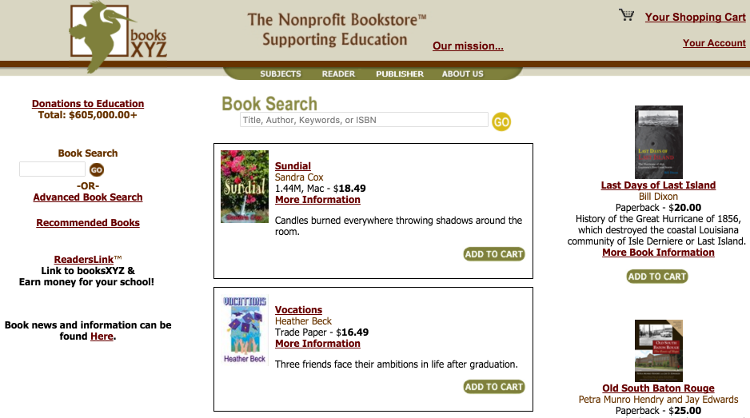 books
XYZ
The Nonprofit Bookstore™
Supporting Education
Our mission...
Your Shopping Cart
Your Account
SUBJECTS READER PUBLISHER ABOUT US
Donations to Education
Total: $605,000.00+
Book Search
GO
-OR-
Advanced Book Search
Recommended Books
ReadersLink™
Link to booksXYZ &
Earn money for your school!
Book news and information can be
found Here.
Book Search
Title, Author, Keywords, or ISBN
GO
Sundial
Sundial
Sandra Cox
1.44M, Mac - $18.49
More Information
Candles burned everywhere throwing shadows around the
room.
ADD TO CART
VOCATIONS
Heather Beck
Vocations
Heather Beck
Trade Paper - $16.49
More Information
Three friends face their ambitions in life after graduation.
ADD TO CART
LAST DAYS OF
LAST ISLAND
Last Days of Last Island
Bill Dixon
Paperback - $20.00
History of the Great Hurricane of 1856,
which destroyed the coastal Louisiana
community of Isle Derniere or Last Island.
More Book Information
ADD TO CART
OLD SOUTH
BATON ROUGE
Old South Baton Rouge
Petra Munro Hendry and Jay Edwards
Paperback - $25.00